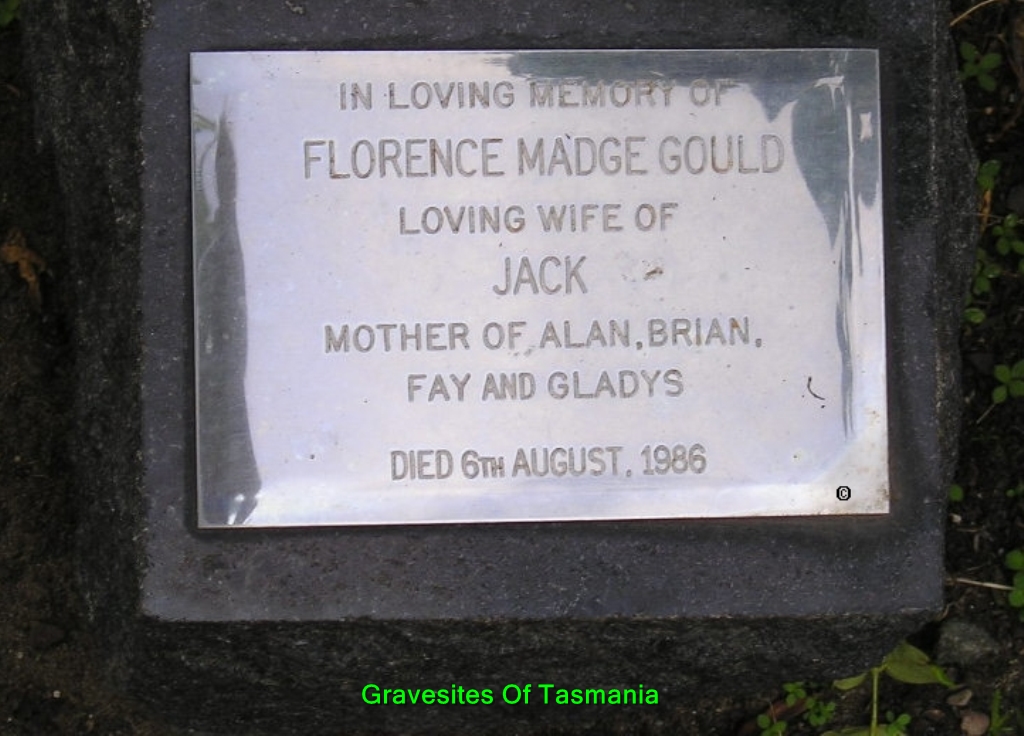 IN LOVING MEMORY OF
FLORENCE MADGE GOULD
LOVING WIFE OF
JACK
MOTHER OF ALAN, BRIAN,
FAY AND GLADYS
DIED 6TH AUGUST, 1986
©
Gravesites Of Tasmania